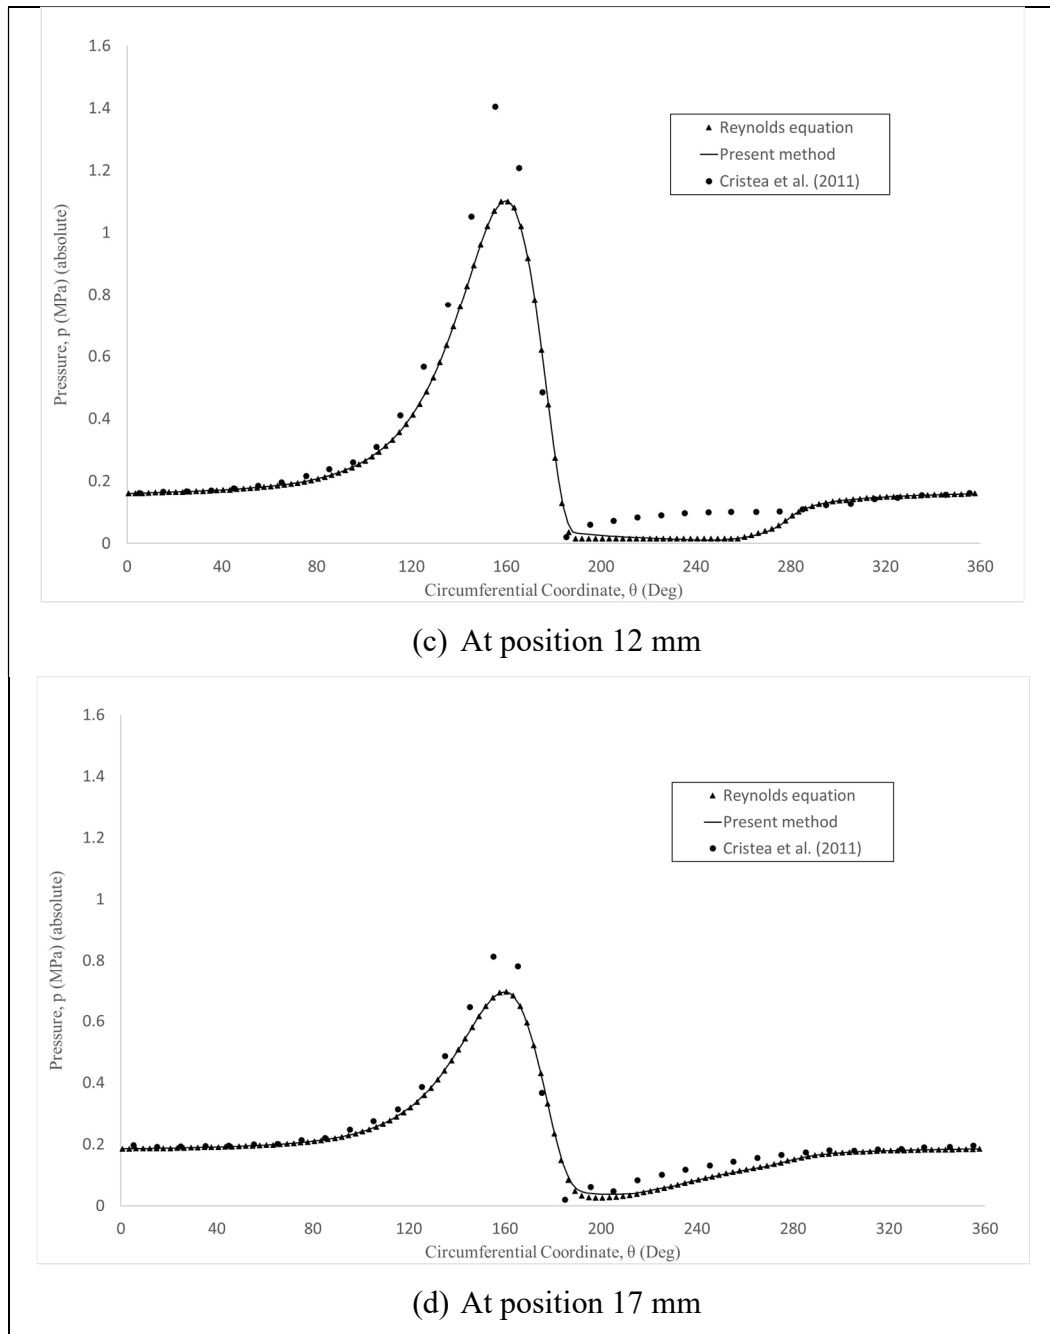 1.6
1.4
1.2
1
0.8
0.6
0.4
0.2
0
Pressure, p (MPa) (absolute)
Reynolds equation
Present method
Cristea et al. (2011)
0 40 80 120 160 200 240 280 320 360
Circumferential Coordinate, θ (Deg)
(c) At position 12 mm
1.6
1.4
1.2
1
0.8
0.6
0.4
0.2
0
Pressure, p (MPa) (absolute)
Reynolds equation
Present method
Cristea et al. (2011)
0 40 80 120 160 200 240 280 320 360
Circumferential Coordinate, θ (Deg)
(d) At position 17 mm